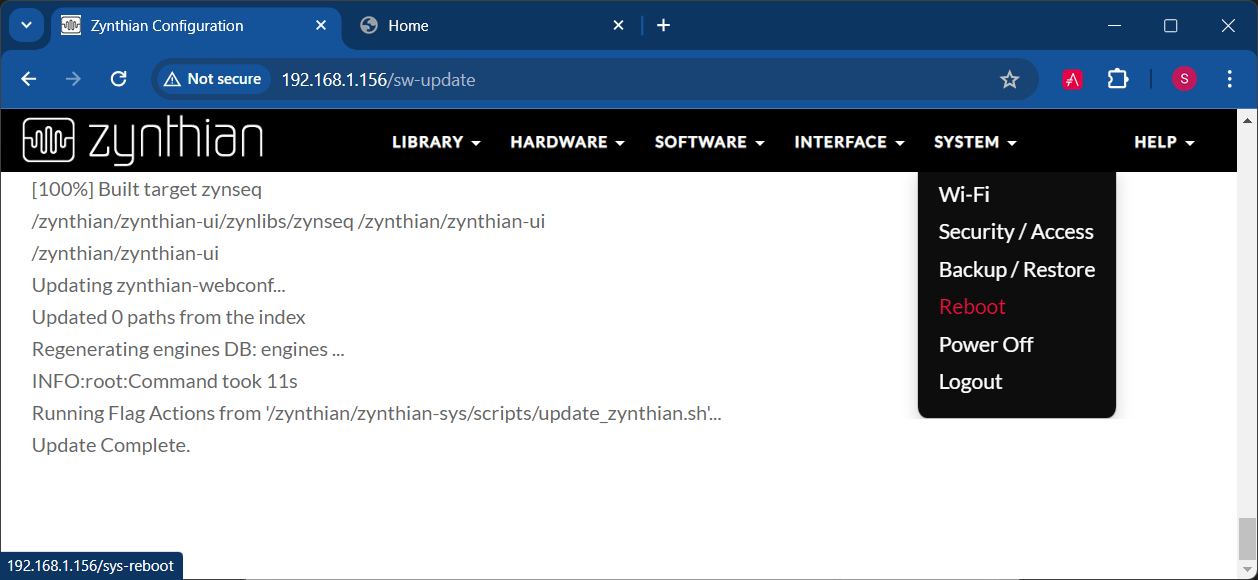 Zynthian Configuration
Home
Not secure
192.168.1.156/sw-update
S
zynthian
LIBRARY HARDWARE SOFTWARE INTERFACE SYSTEM HELP
[100%] Built target zynseq
/zynthian/zynthian-ui/zynlibs/zynseq /zynthian/zynthian-ui
/zynthian/zynthian-ui
Updating zynthian-webconf...
Updated 0 paths from the index
Regenerating engines DB: engines ...
INFO:root:Command took 11s
Running Flag Actions from '/zynthian/zynthian-sys/scripts/update_zynthian.sh'...
Update Complete.
Wi-Fi
Security / Access
Backup / Restore
Reboot
Power Off
Logout
192.168.1.156/sys-reboot